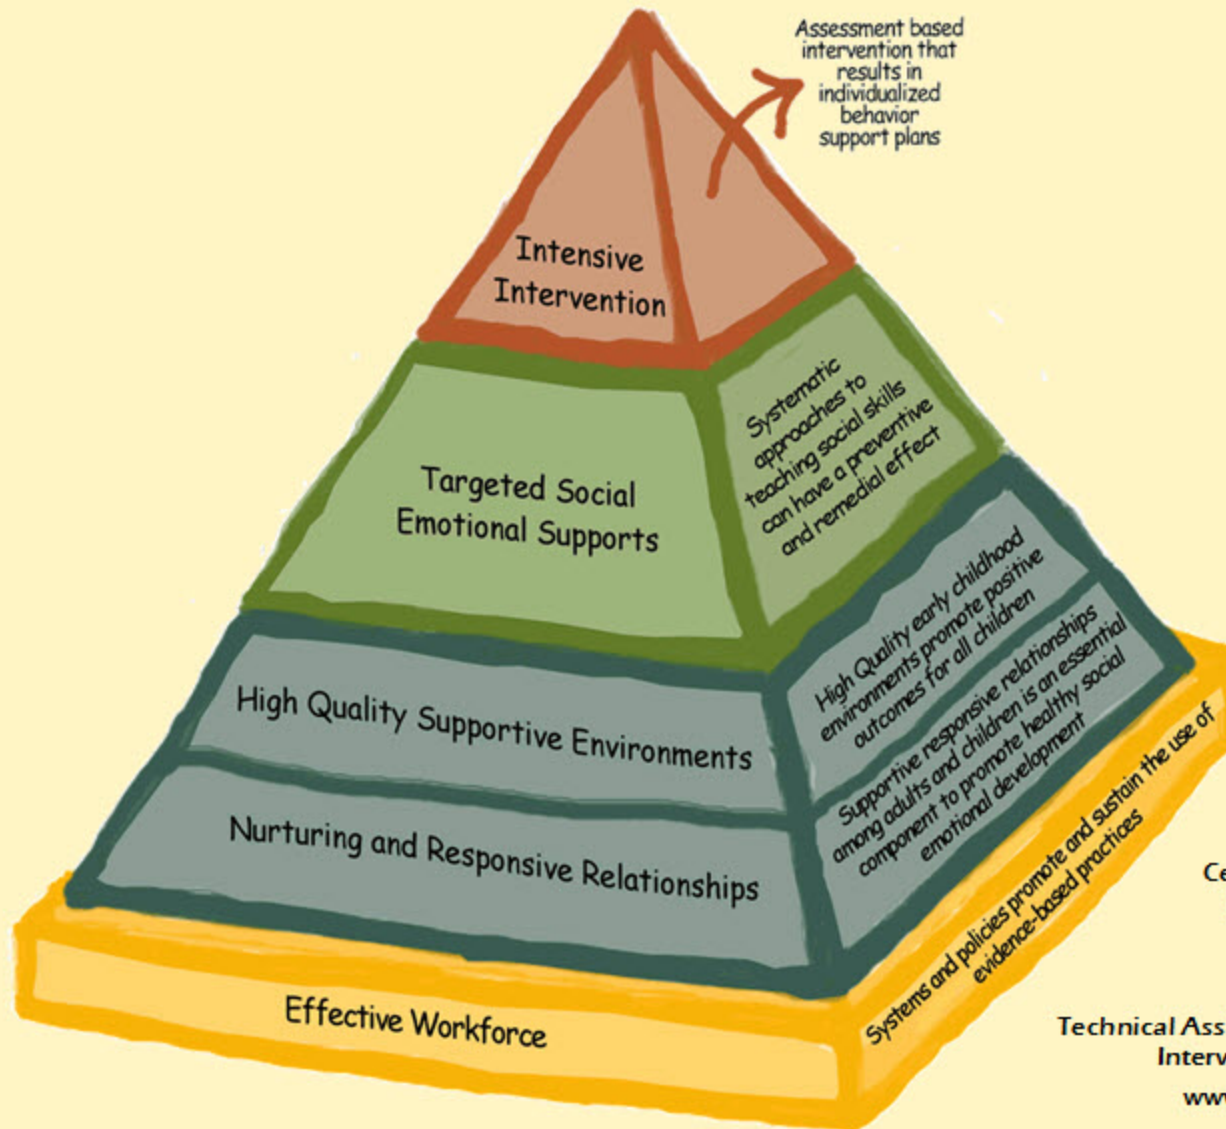 Assessment based
intervention that
results in
individualized
behavior
support plans
Intensive
Intervention
Systematic
approaches to
teaching social skills
can have a preventive
and remedial effect
Targeted Social
Emotional Supports
High Quality early childhood
environments promote positive
outcomes for all children
High Quality Supportive Environments
Supportive responsive relationships
among adults and children is an essential
component to promote healthy social
emotional development
Nurturing and Responsive Relationships
Systems and policies promote and sustain the use of
evidence-based practices
Effective Workforce
Technical